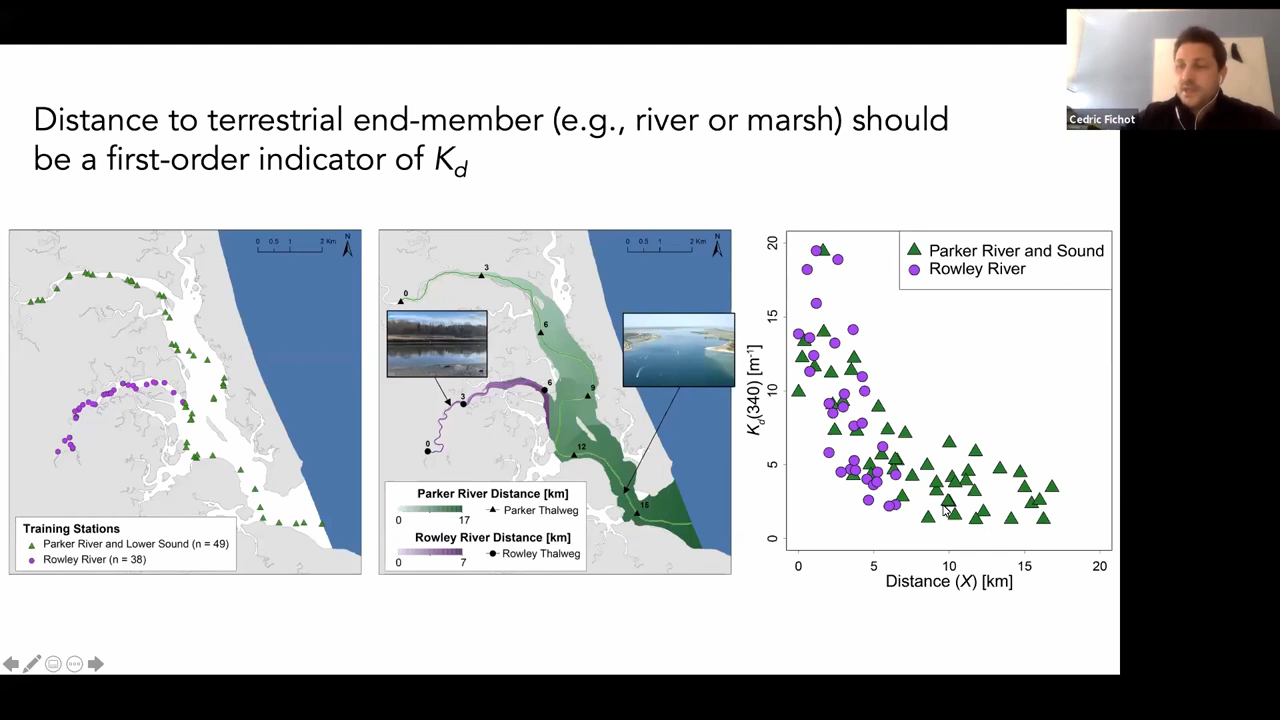 Cedric Fichot
Distance to terrestrial end-member (e.g., river or marsh) should
be a first-order indicator of Kd
0 0.5 1 2 Km
N
Training Stations
Parker River and Lower Sound (n = 49)
Rowley River (n = 38)
0 0.5 1 2 Km
N
0
3
6
9
12
15
0
3
6
Parker River Distance [km]
0 17
Parker Thalweg
Rowley River Distance [km]
0 7
Rowley Thalweg
Parker River and Sound
Rowley River
Kd(340) [m-1]
20
15
10
5
0
0 5 10 15 20
Distance (X) [km]